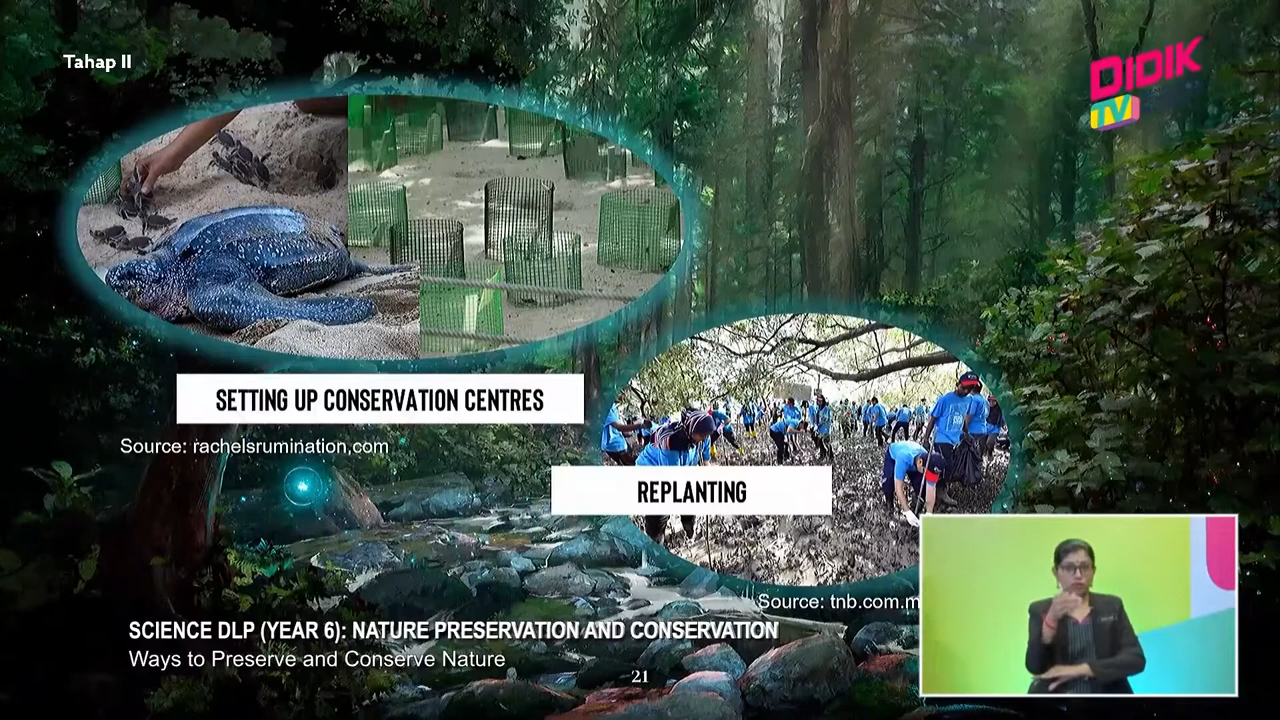 Tahap II
DIDIK
TV
SETTING UP CONSERVATION CENTRES
Source: rachelsrumination,com
REPLANTING
Source: tnb.com.m
SCIENCE DLP (YEAR 6): NATURE PRESERVATION AND CONSERVATION
Ways to Preserve and Conserve Nature
21